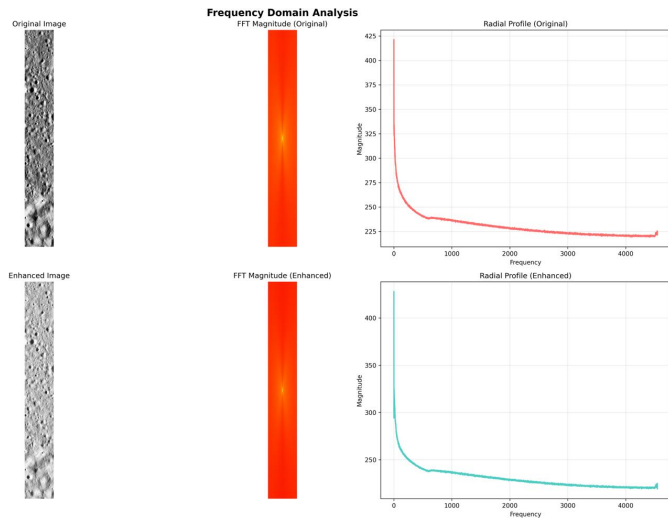 Frequency Domain Analysis
Original Image
FFT Magnitude (Original)
Radial Profile (Original)
425
400
375
350
325
300
275
250
225
Magnitude
0 1000 2000 3000 4000
Frequency
Enhanced Image
FFT Magnitude (Enhanced)
Radial Profile (Enhanced)
400
350
300
250
Magnitude
0 1000 2000 3000 4000
Frequency